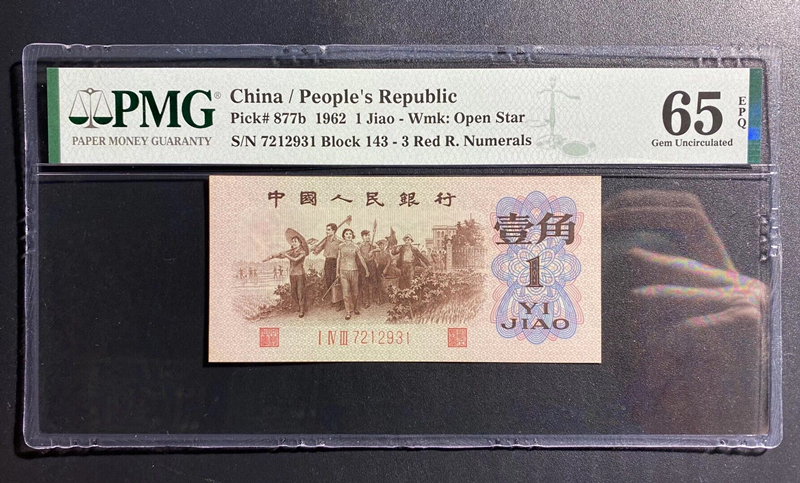 PMG®
PAPER MONEY GUARANTY
China / People's Republic
Pick# 877b 1962 1 Jiao - Wmk: Open Star
S/N 7212931 Block 143 - 3 Red R. Numerals
65 EPQ
Gem Uncirculated
中國人民銀行
壹角
1
YI
JIAO
I IV III 7212931